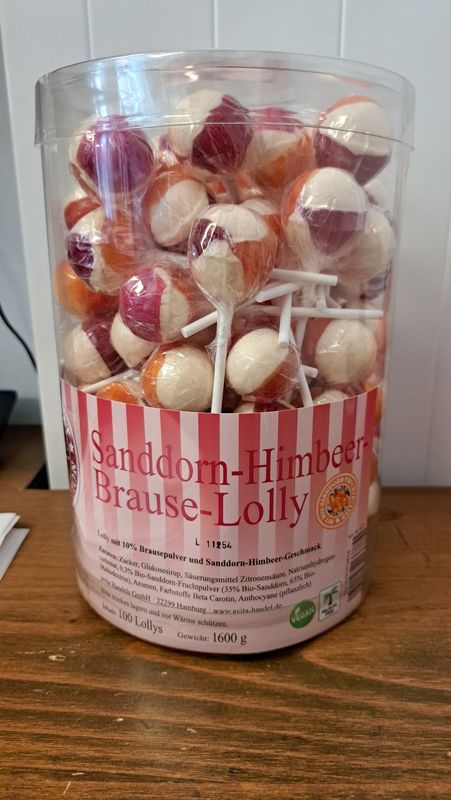 Sanddorn-Himbeer-
Brause-Lolly
L 11254
Lolly mit 10% Brausepulver und Sanddorn-Himbeer-Geschmack
Zutaten: Zucker, Glukosesirup, Säuerungsmittel Zitronensäure, Natriumhydrogen-
carbonat, 0,3% Bio-Sanddorn-Fruchtpulver (35% Bio-Sanddorn, 65% Bio-
Maltodextrin), Aromen, Farbstoffe Beta Carotin, Anthocyane (pflanzlich).
avita Handels GmbH - 22299 Hamburg www.avita-handel.de
Bitte trocken lagern und vor Wärme schützen.
Inhalt: 100 Lollys Gewicht: 1600 g
VEGAN